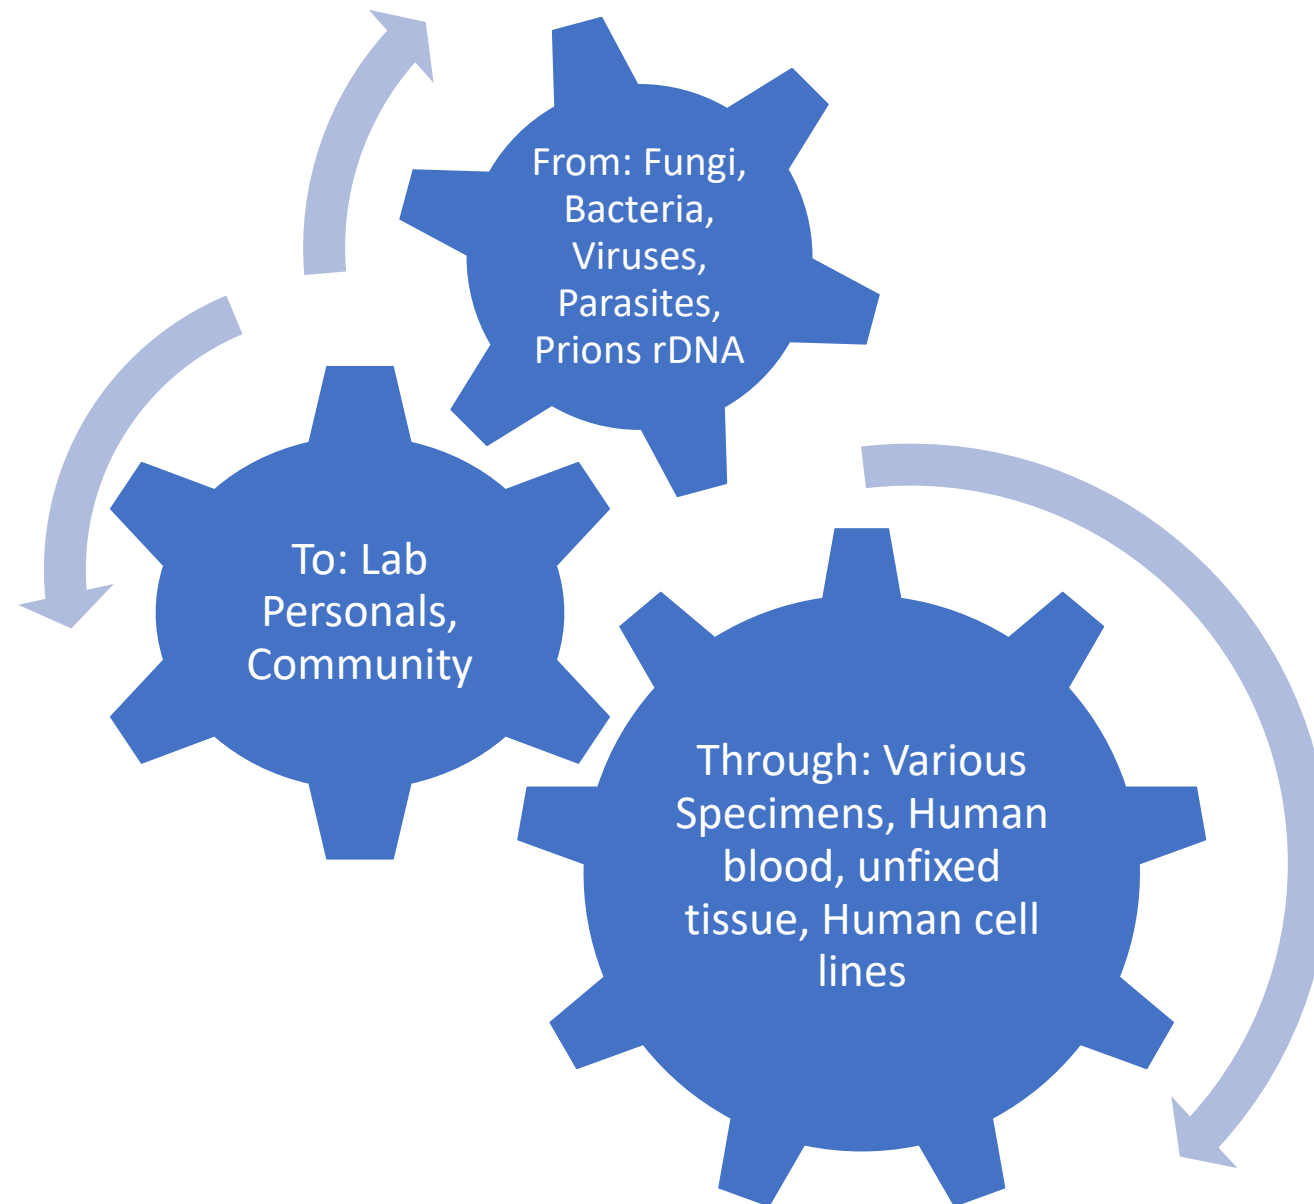 From: Fungi,
Bacteria,
Viruses,
Parasites,
Prions rDNA
To: Lab
Personals,
Community
Through: Various
Specimens, Human
blood, unfixed
tissue, Human cell
lines